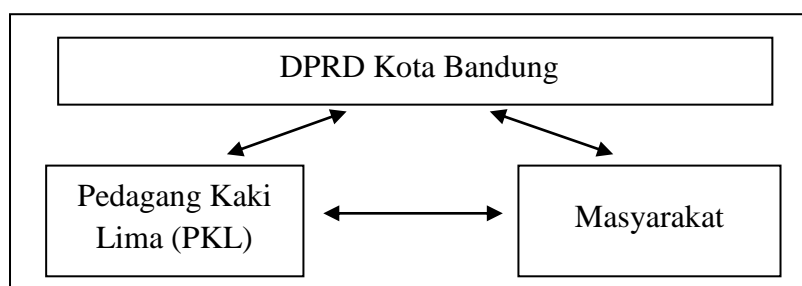 DPRD Kota Bandung
Pedagang Kaki
Lima (PKL)
Masyarakat